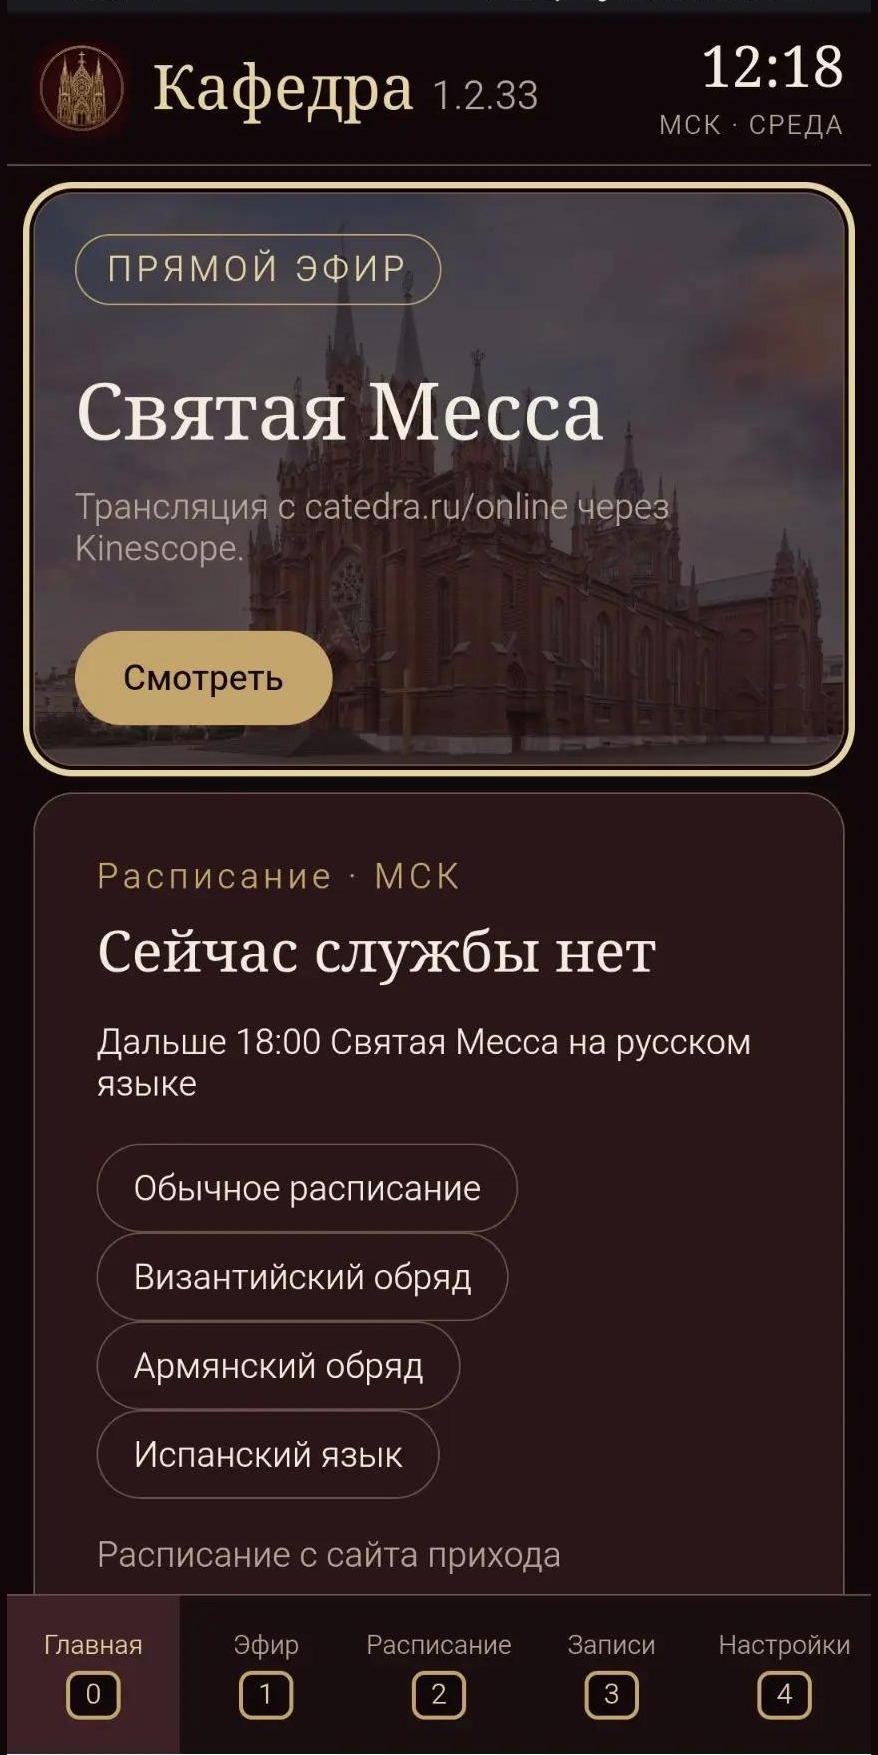 Кафедра 1.2.33
12:18
МСК · СРЕДА
ПРЯМОЙ ЭФИР
Святая Месса
Трансляция с catedra.ru/online через
Kinescope.
Смотреть
Расписание · МСК
Сейчас службы нет
Дальше 18:00 Святая Месса на русском
языке
Обычное расписание
Византийский обряд
Армянский обряд
Испанский язык
Расписание с сайта прихода
Главная Эфир Расписание Записи Настройки
0 1 2 3 4